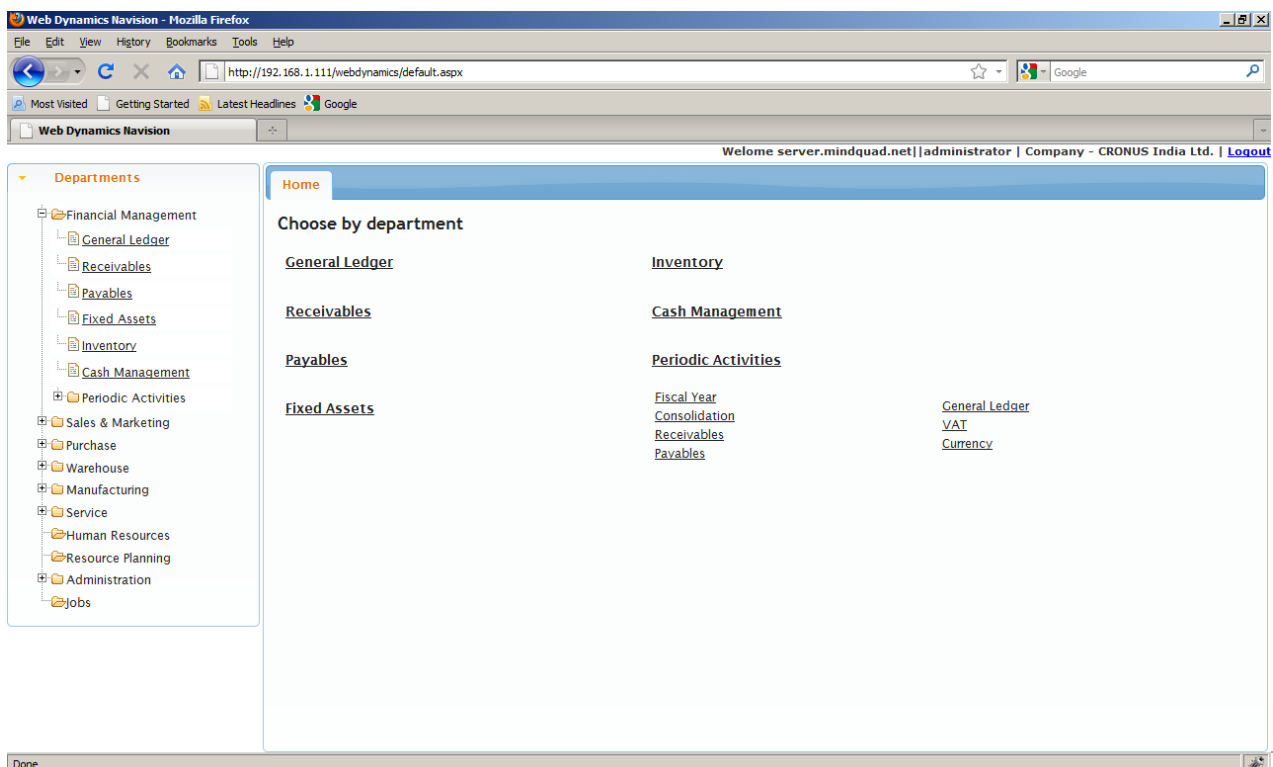 Web Dynamics Navision - Mozilla Firefox
File Edit View History Bookmarks Tools Help
http://192.168.1.111/webdynamics/default.aspx
Google
Most Visited Getting Started Latest Headlines Google
Web Dynamics Navision
Welome server.mindquad.net||administrator | Company - CRONUS India Ltd. | Logout
Departments
Financial Management
General Ledger
Receivables
Payables
Fixed Assets
Inventory
Cash Management
Periodic Activities
Sales & Marketing
Purchase
Warehouse
Manufacturing
Service
Human Resources
Resource Planning
Administration
Jobs
Home
Choose by department
General Ledger
Receivables
Payables
Fixed Assets
Inventory
Cash Management
Periodic Activities
Fiscal Year
Consolidation
Receivables
Payables
General Ledger
VAT
Currency
Done